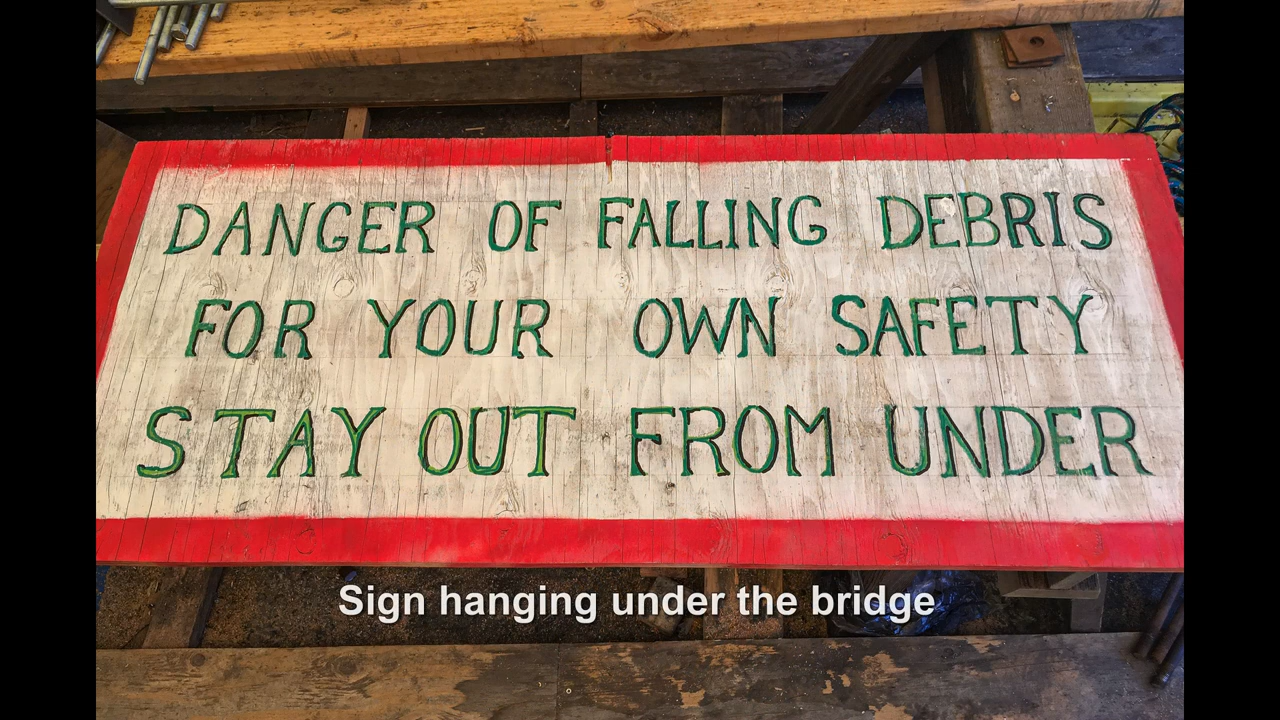 DANGER OF FALLING DEBRIS
FOR YOUR OWN SAFETY
STAY OUT FROM UNDER
Sign hanging under the bridge